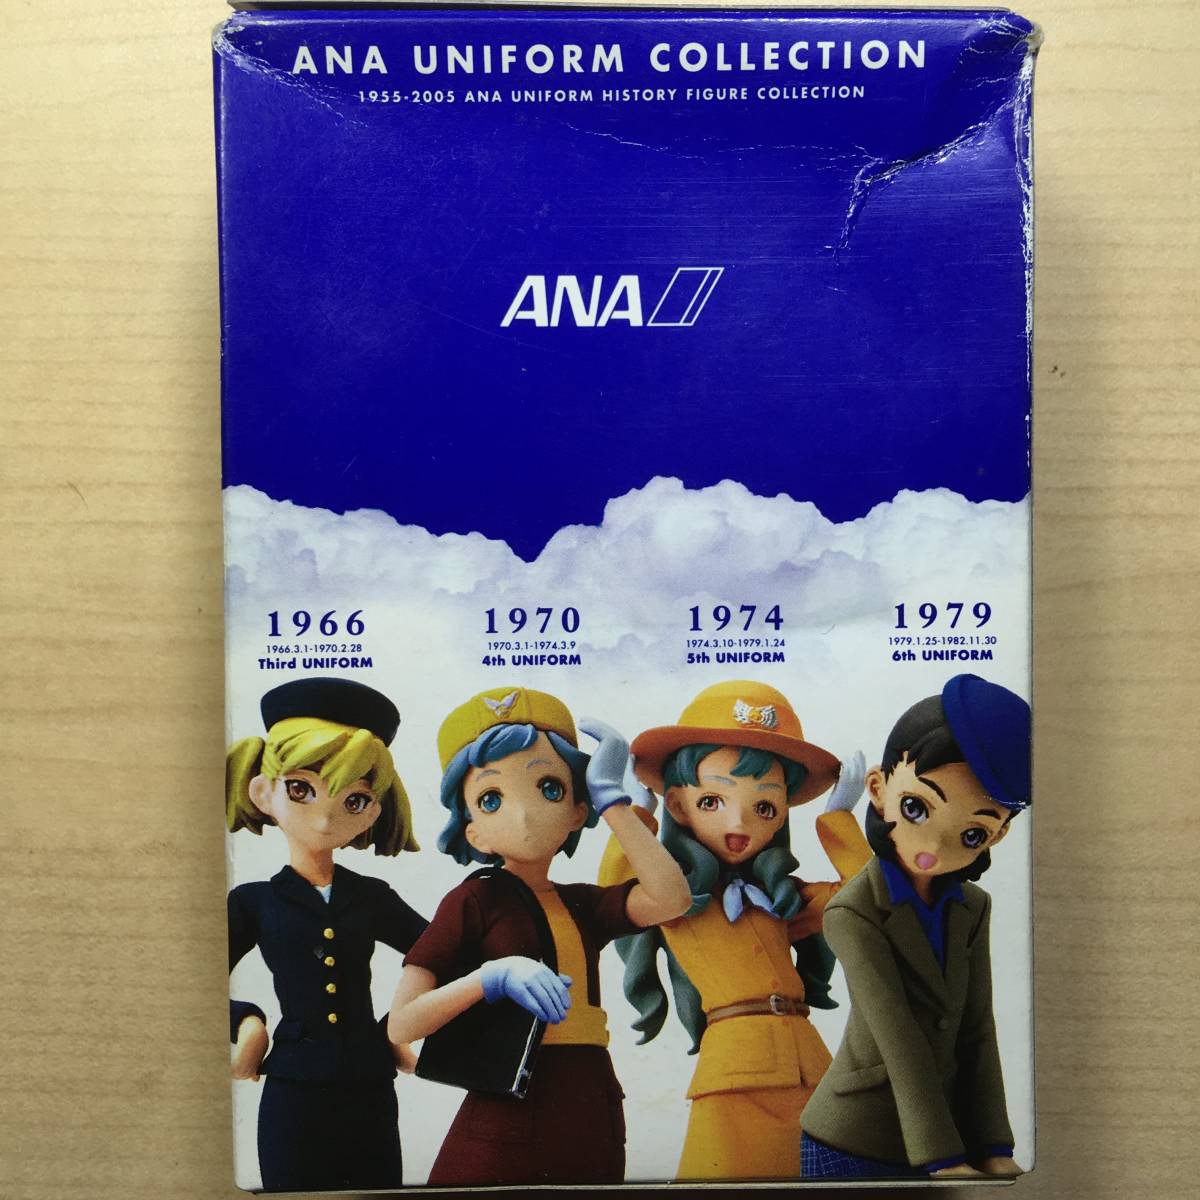 ANA UNIFORM COLLECTION
1955-2005 ANA UNIFORM HISTORY FIGURE COLLECTION
ANA
1966
1966.3.1-1970.2.28
Third UNIFORM
1970
1970.3.1-1974.3.9
4th UNIFORM
1974
1974.3.10-1979.1.24
5th UNIFORM
1979
1979.1.25-1982.11.30
6th UNIFORM